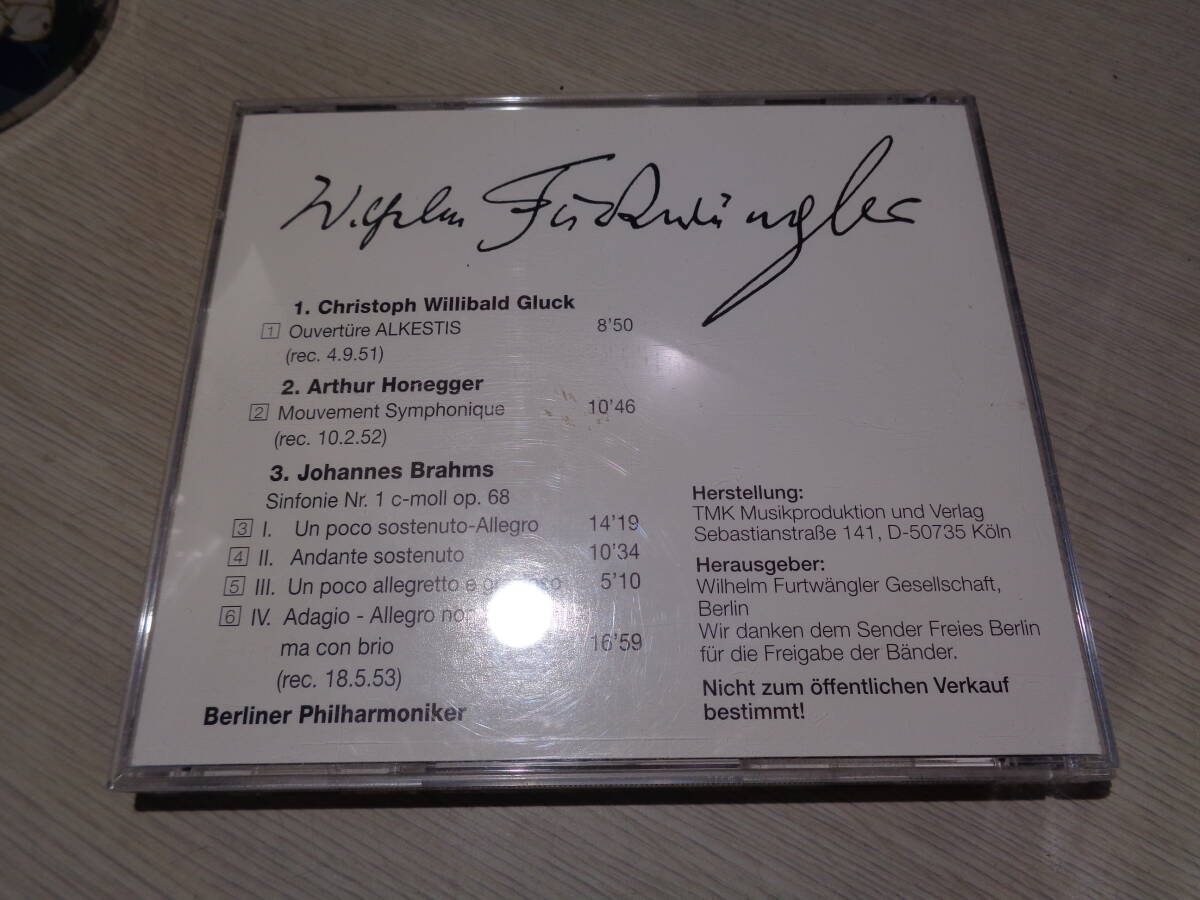 Wilhelm Furtwängler
1. Christoph Willibald Gluck
1 Ouvertüre ALKESTIS 8'50
(rec. 4.9.51)
2. Arthur Honegger
2 Mouvement Symphonique 10'46
(rec. 10.2.52)
3. Johannes Brahms
Sinfonie Nr. 1 c-moll op. 68
3 I. Un poco sostenuto-Allegro 14'19
4 II. Andante sostenuto 10'34
5 III. Un poco allegretto e 5'10
6 IV. Adagio - Allegro
ma con brio 16'59
(rec. 18.5.53)
Berliner Philharmoniker
Herstellung:
TMK Musikproduktion und Verlag
Sebastianstraße 141, D-50735 Köln
Herausgeber:
Wilhelm Furtwängler Gesellschaft,
Berlin
Wir danken dem Sender Freies Berlin
für die Freigabe der Bänder.
Nicht zum öffentlichen Verkauf
bestimmt!